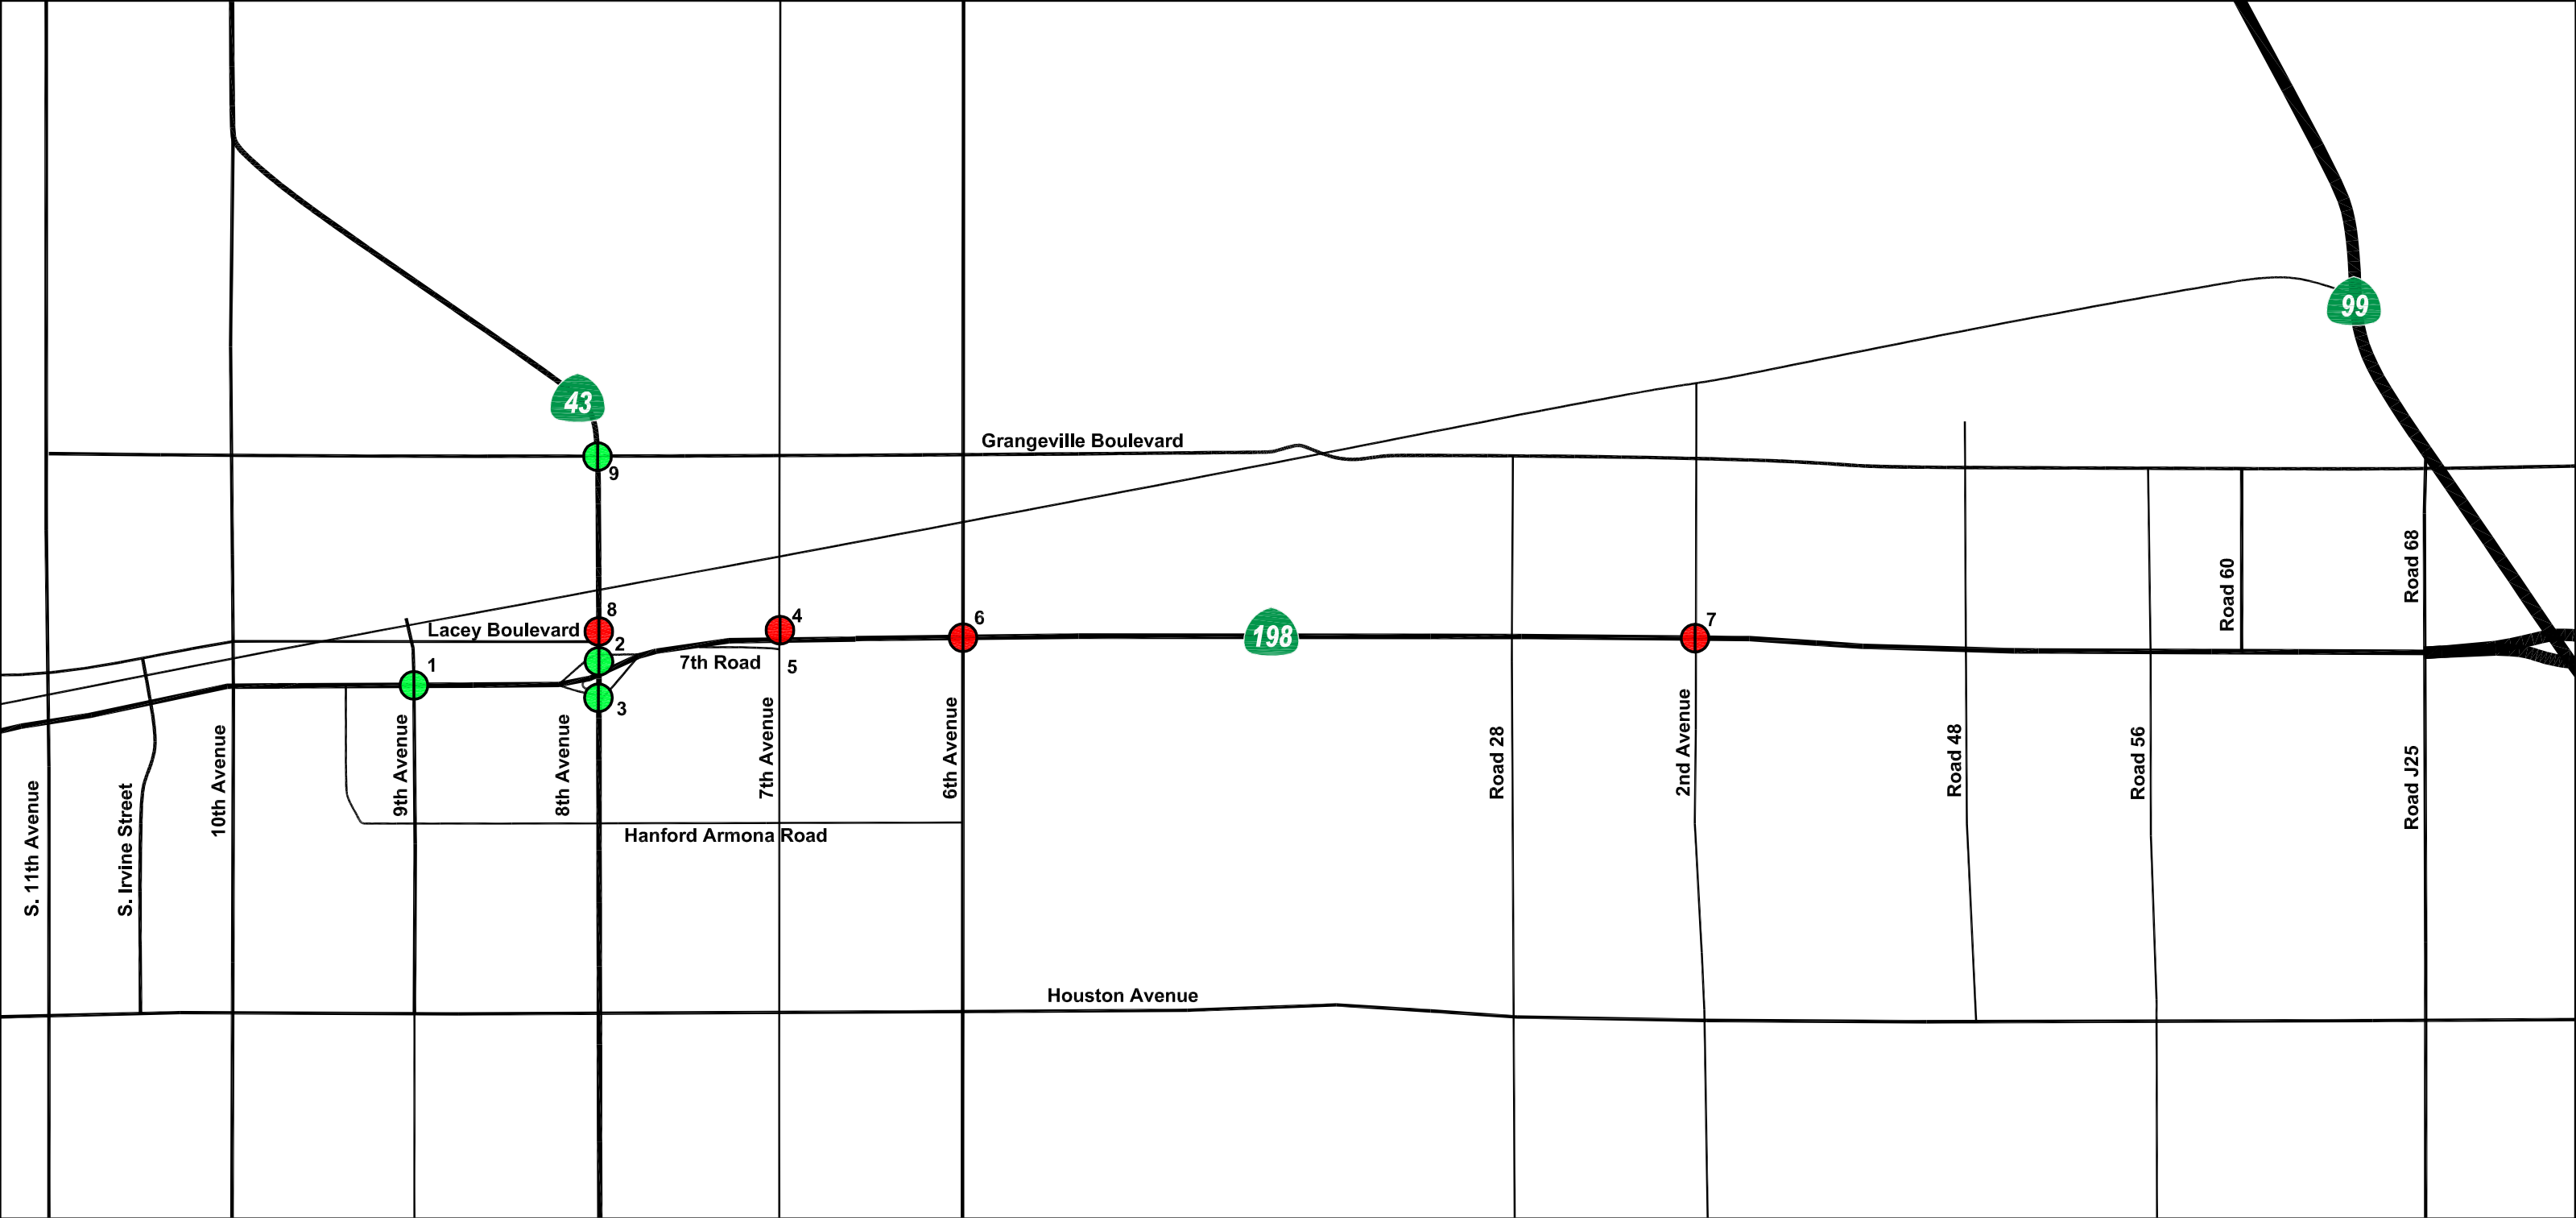 99
43
Grangeville Boulevard
9
Road 68
Road 60
8
4
6
7
Lacey Boulevard
2
198
1
7th Road
5
3
9th Avenue
8th Avenue
7th Avenue
6th Avenue
2nd Avenue
10th Avenue
Road 28
Road 48
Road 56
Road J25
S. 11th Avenue
S. Irvine Street
Hanford Armona Road
Houston Avenue